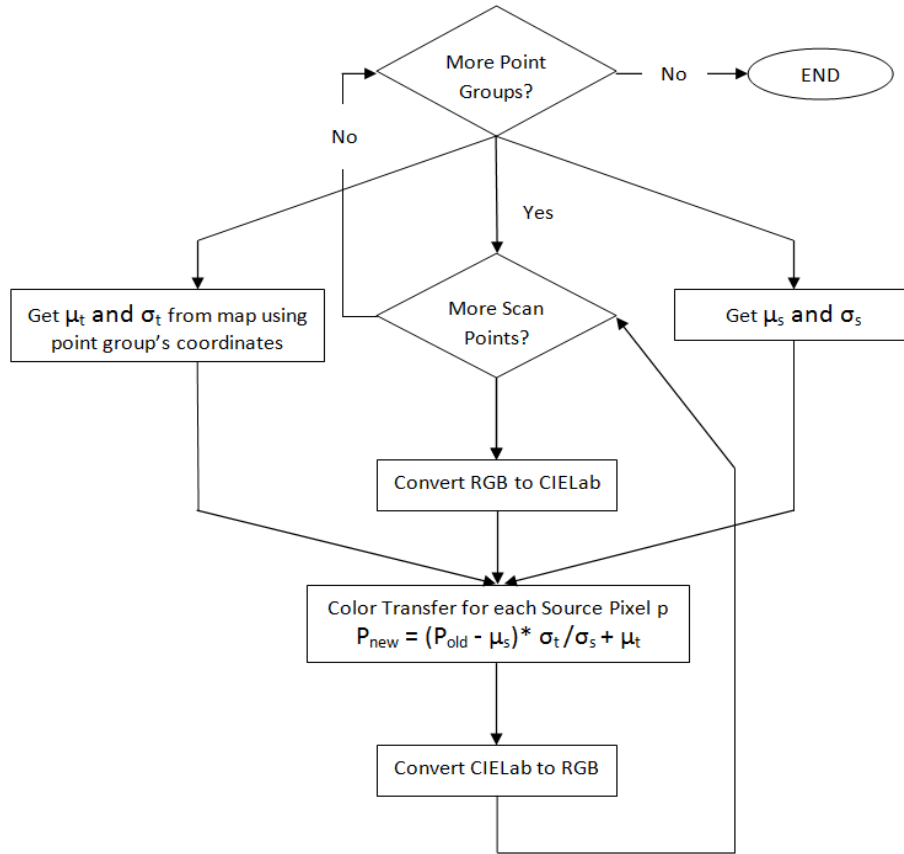 More Point
Groups?
No
END
No
Yes
Get μt and σt from map using
point group's coordinates
More Scan
Points?
Get μs and σs
Convert RGB to CIELab
Color Transfer for each Source Pixel p
Pnew = (Pold - μs)* σt /σs + μt
Convert CIELab to RGB